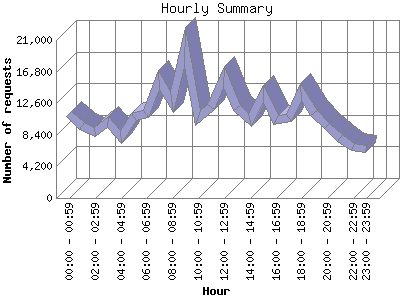 Hourly Summary
Number of requests
21,000
16,800
12,600
8,400
4,200
0
00:00 - 00:59
02:00 - 02:59
04:00 - 04:59
06:00 - 06:59
08:00 - 08:59
10:00 - 10:59
12:00 - 12:59
14:00 - 14:59
16:00 - 16:59
18:00 - 18:59
20:00 - 20:59
22:00 - 22:59
23:00 - 23:59
Hour